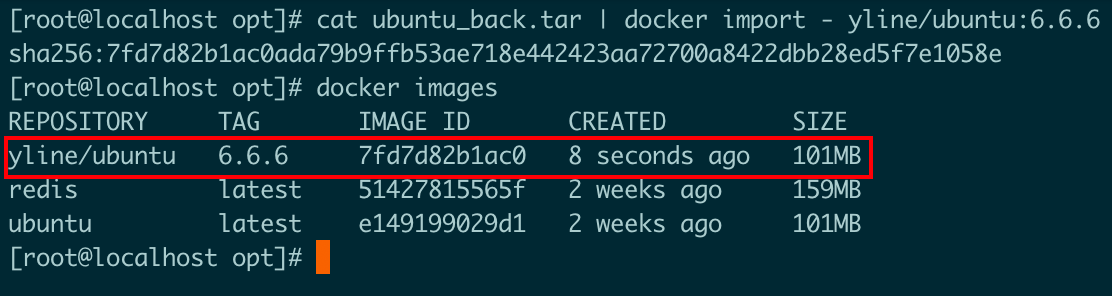 [root@localhost opt]# cat ubuntu_back.tar | docker import - yline/ubuntu:6.6.6
sha256:7fd7d82b1ac0ada79b9ffb53ae718e442423aa72700a8422dbb28ed5f7e1058e
[root@localhost opt]# docker images
REPOSITORY     TAG       IMAGE ID       CREATED         SIZE
yline/ubuntu   6.6.6     7fd7d82b1ac0   8 seconds ago   101MB
redis          latest    51427815565f   2 weeks ago     159MB
ubuntu         latest    e149199029d1   2 weeks ago     101MB
[root@localhost opt]#